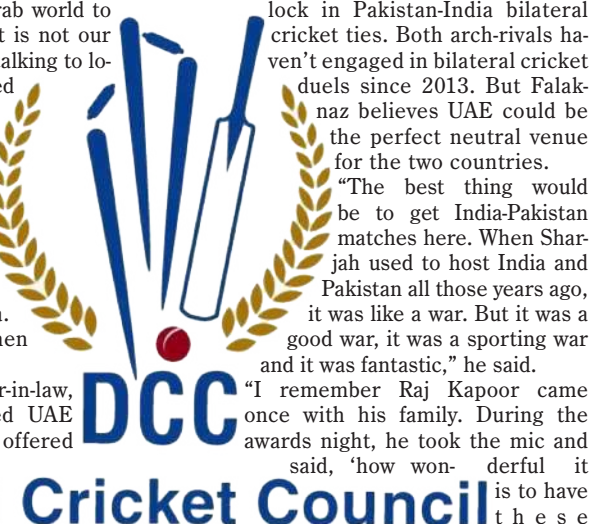 rab world to
t is not our
alking to lo-
ed
n.
hen
r-in-law,
ed UAE
offered
DCC
Cricket Council
lock in Pakistan-India bilateral
cricket ties. Both arch-rivals ha-
ven’t engaged in bilateral cricket
duels since 2013. But Falak-
naz believes UAE could be
the perfect neutral venue
for the two countries.
“The best thing would
be to get India-Pakistan
matches here. When Shar-
jah used to host India and
Pakistan all those years ago,
it was like a war. But it was a
good war, it was a sporting war
and it was fantastic,” he said.
“I remember Raj Kapoor came
once with his family. During the
awards night, he took the mic and
said, ‘how won- derful it
is to have
these